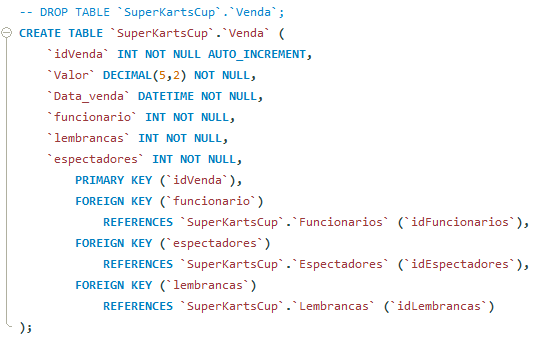 -- DROP TABLE `SuperKartsCup`.`Venda`;
CREATE TABLE `SuperKartsCup`.`Venda` (
    `idVenda` INT NOT NULL AUTO_INCREMENT,
    `Valor` DECIMAL(5,2) NOT NULL,
    `Data_venda` DATETIME NOT NULL,
    `funcionario` INT NOT NULL,
    `lembrancas` INT NOT NULL,
    `espectadores` INT NOT NULL,
        PRIMARY KEY (`idVenda`),
        FOREIGN KEY (`funcionario`)
            REFERENCES `SuperKartsCup`.`Funcionarios` (`idFuncionarios`),
        FOREIGN KEY (`espectadores`)
            REFERENCES `SuperKartsCup`.`Espectadores` (`idEspectadores`),
        FOREIGN KEY (`lembrancas`)
            REFERENCES `SuperKartsCup`.`Lembrancas` (`idLembrancas`)
);